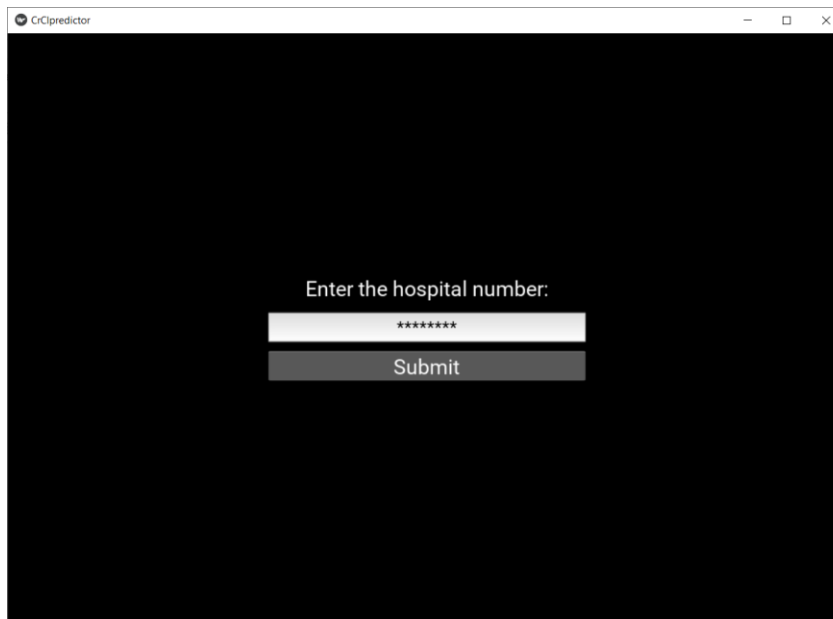 CrClpredictor
Enter the hospital number:
********
Submit